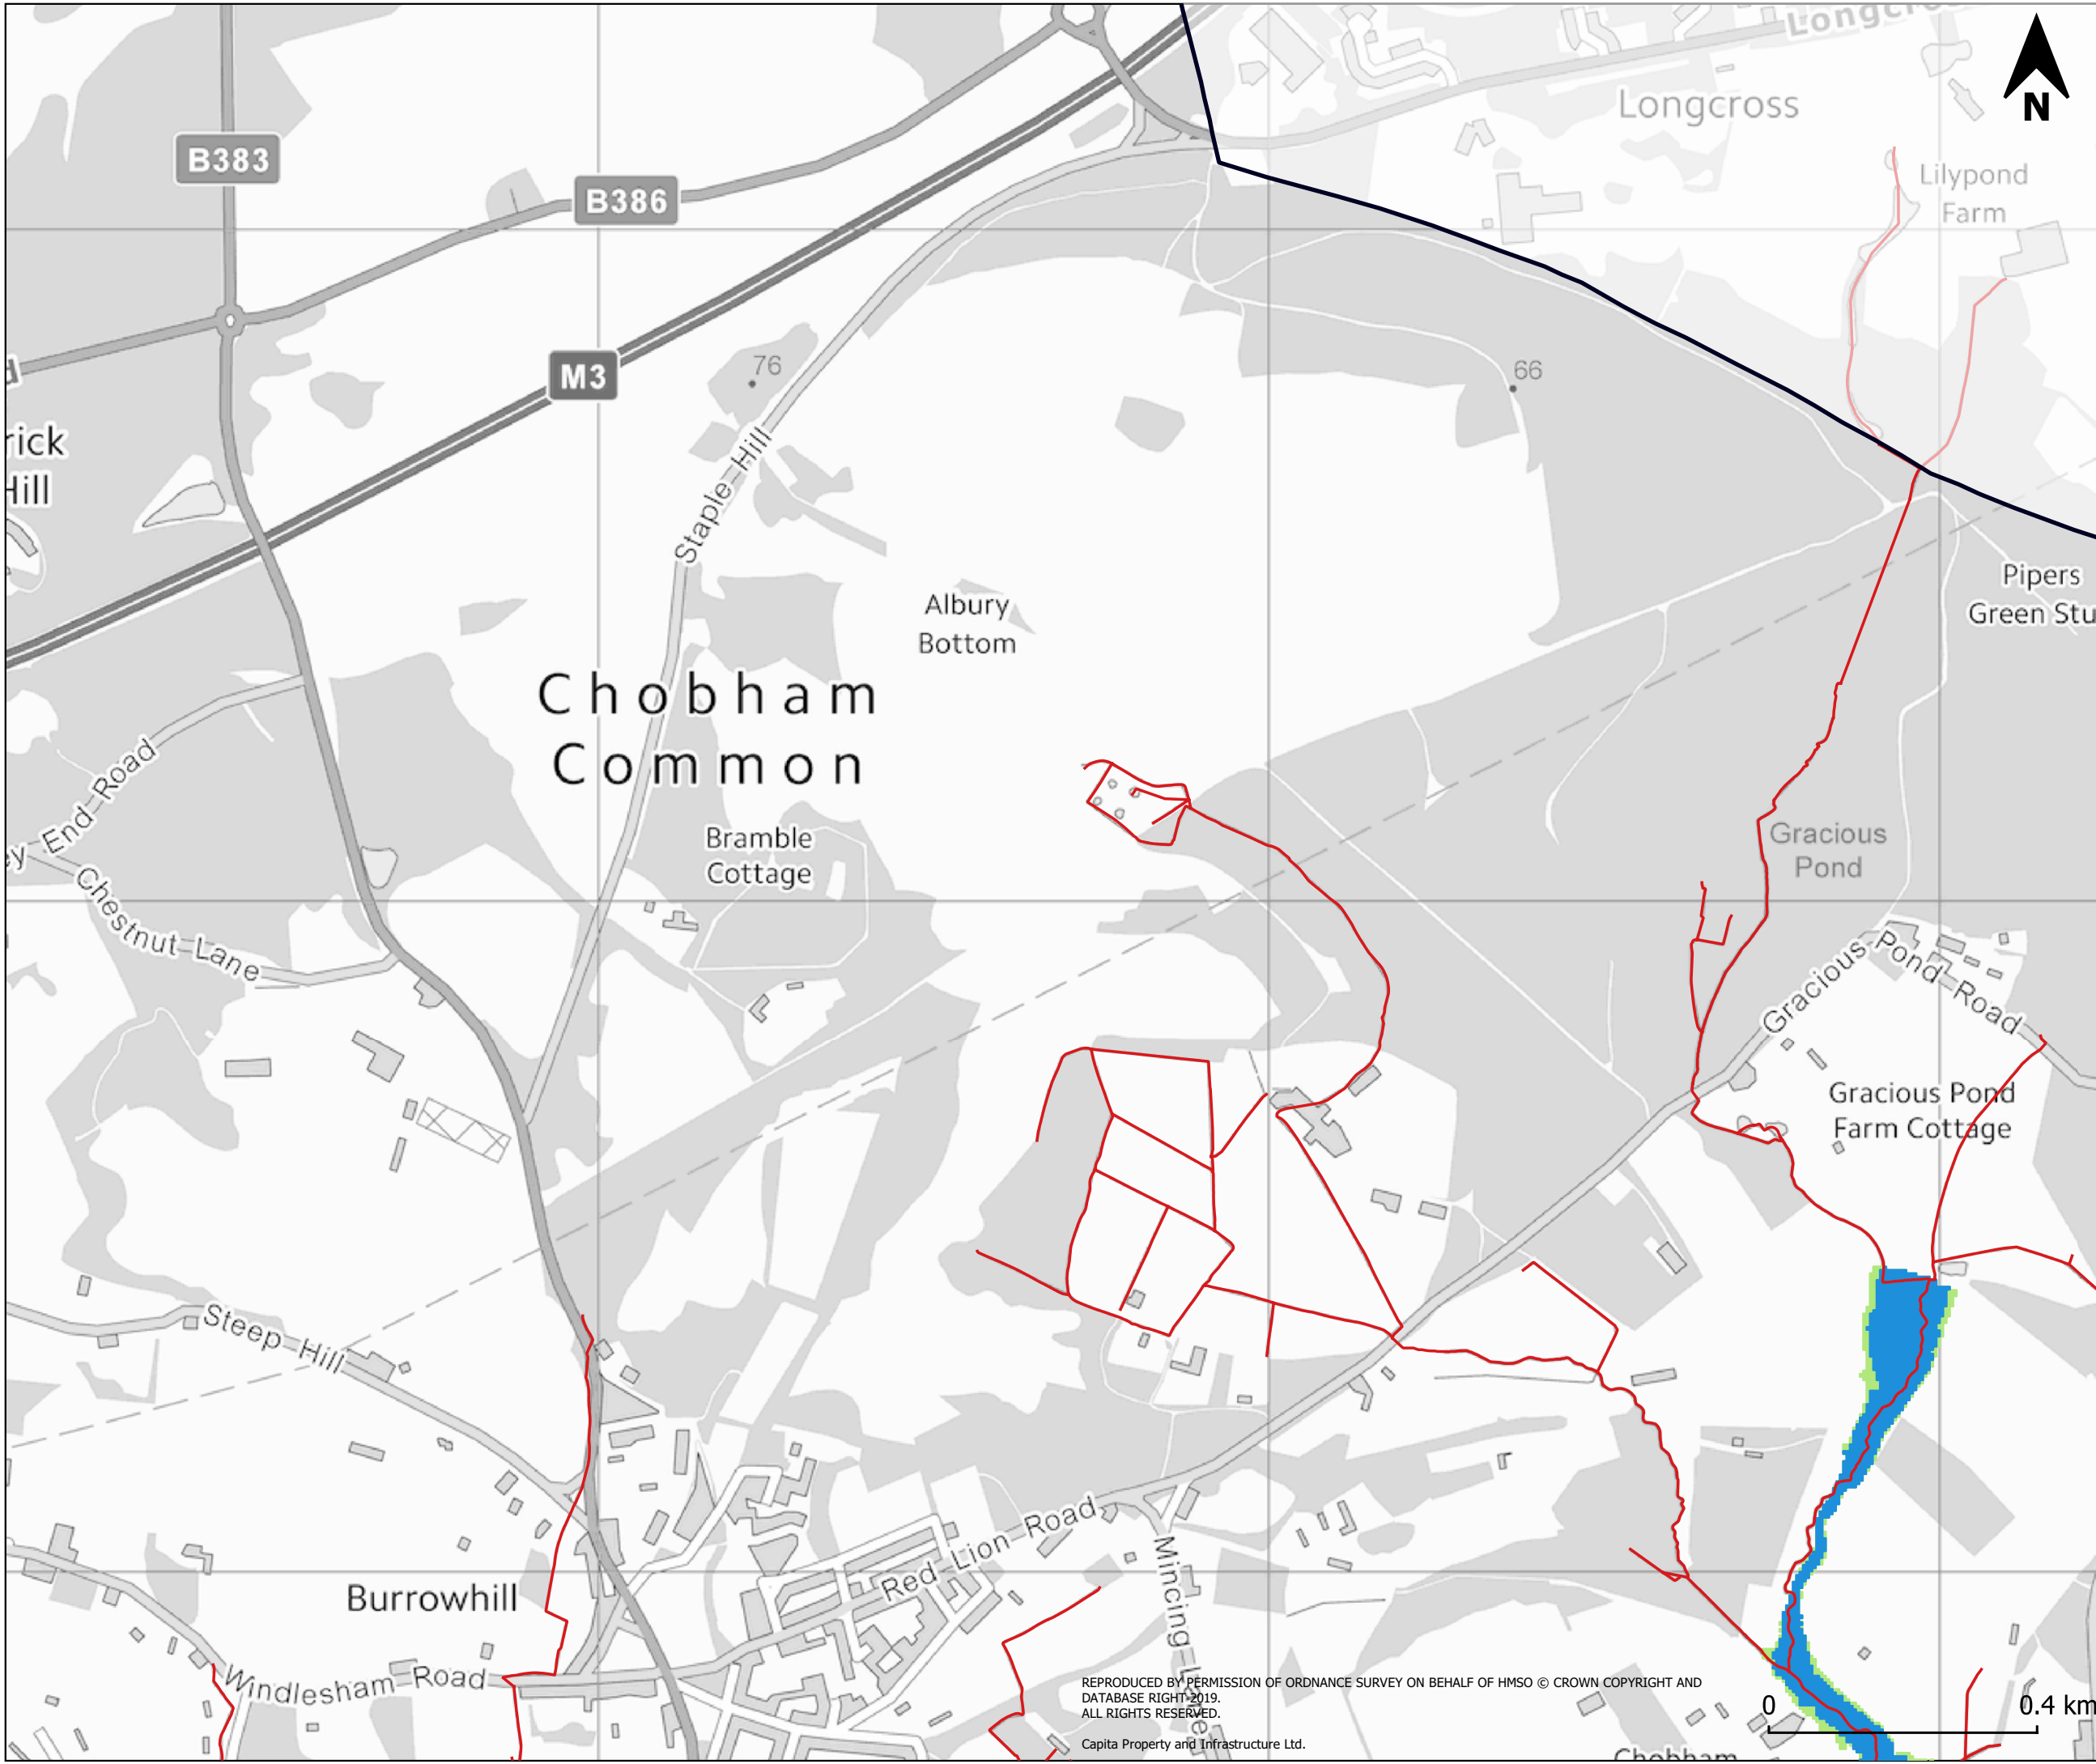 Longcross
N
B383
Lilypond
Farm
B386
76
66
M3
Staple Hill
Hill
Pipers
Albury
Bottom
Chobham
Common
End Road
Bramble
Cottage
Gracious
Pond
Chestnut Lane
Gracious Pond Road
Gracious Pond
Farm Cottage
Steep Hill
Red Lion Road
Burrowhill
Mincing Lane
Windlesham Road
REPRODUCED BY PERMISSION OF ORDNANCE SURVEY ON BEHALF OF HMSO © CROWN COPYRIGHT AND
DATABASE RIGHT 2019.
ALL RIGHTS RESERVED.
0 0.4 km
Capita Property and Infrastructure Ltd.
Chobham